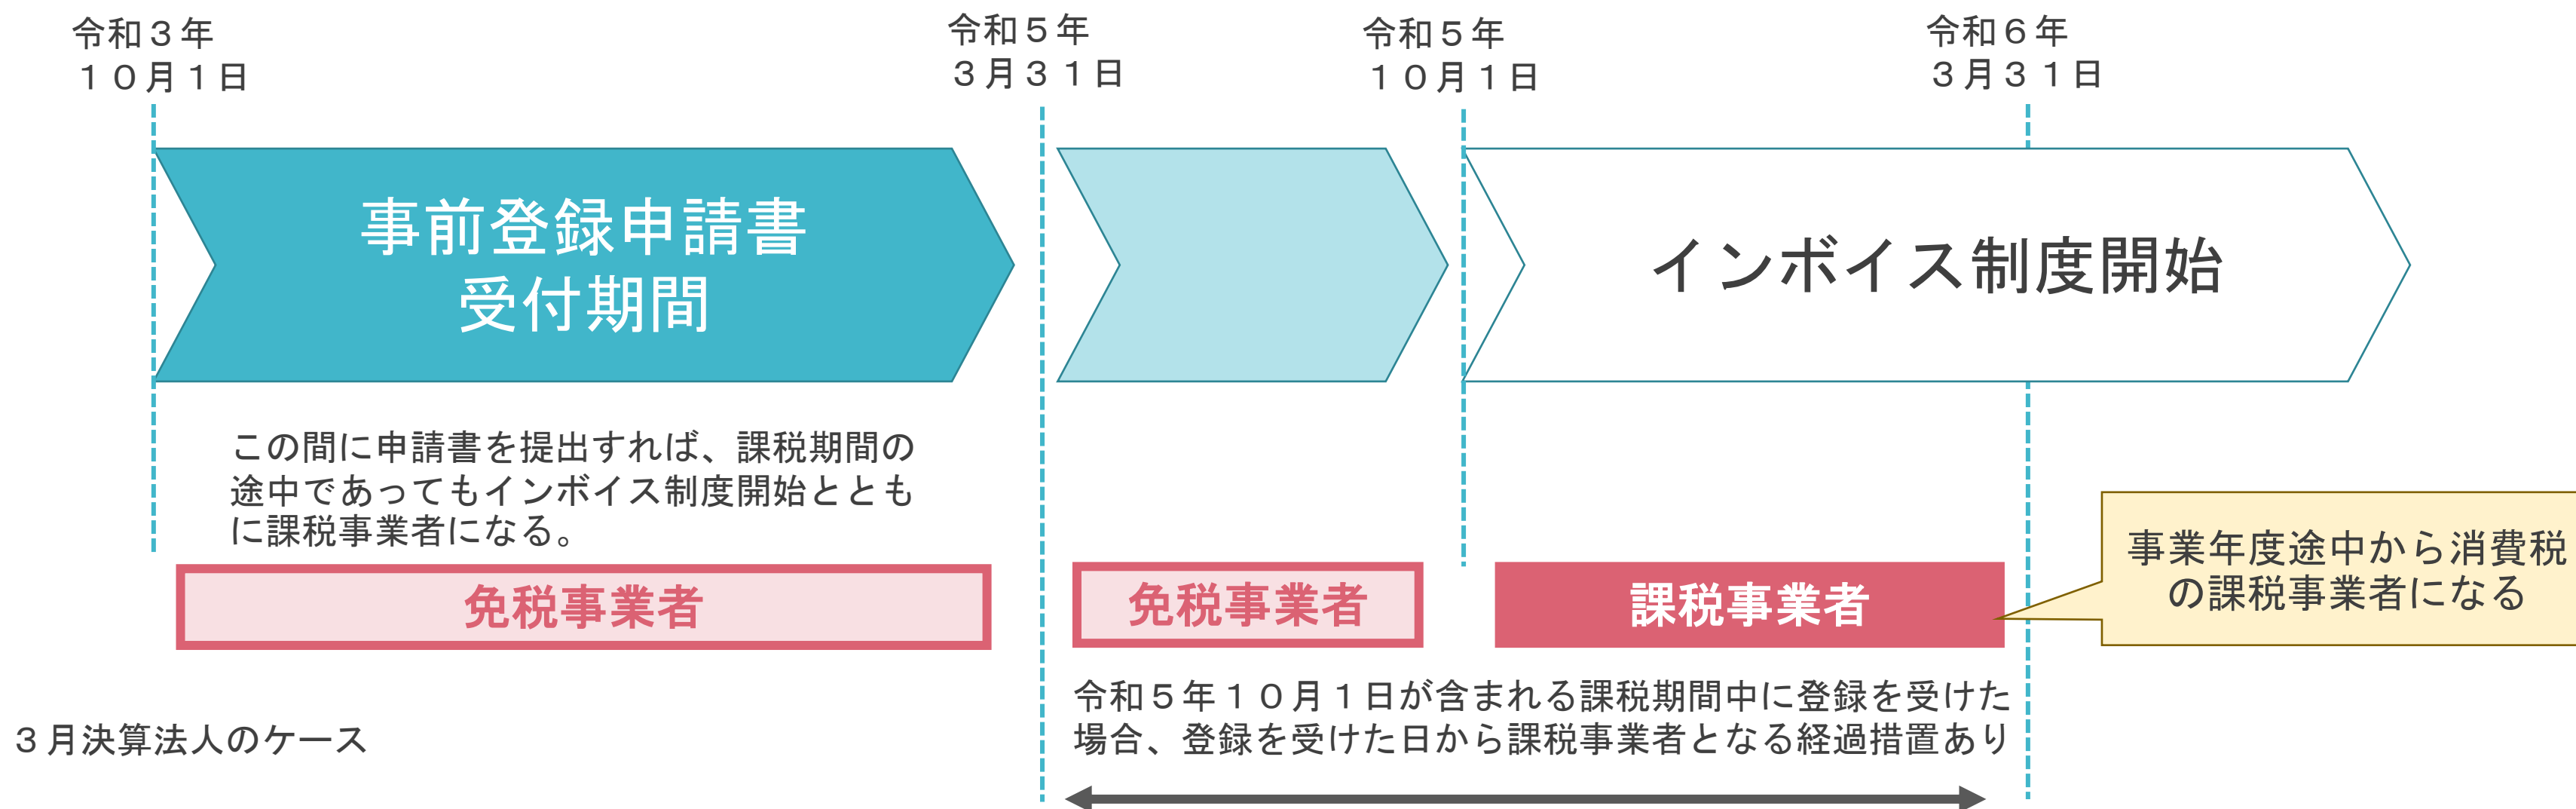 令和３年
１０月１日
令和５年
３月３１日
令和５年
１０月１日
令和６年
３月３１日
事前登録申請書
受付期間
インボイス制度開始
この間に申請書を提出すれば、課税期間の
途中であってもインボイス制度開始ととも
に課税事業者になる。
免税事業者
免税事業者
課税事業者
事業年度途中から消費税
の課税事業者になる
令和５年１０月１日が含まれる課税期間中に登録を受けた
場合、登録を受けた日から課税事業者となる経過措置あり
３月決算法人のケース